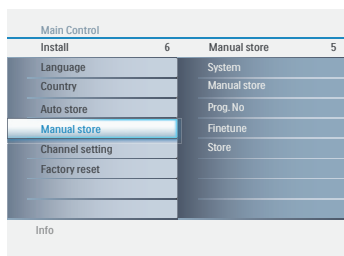 Main Control
Install 6 Manual store 5
Language System
Country Manual store
Auto store Prog. No
Manual store Finetune
Channel setting Store
Factory reset
Info